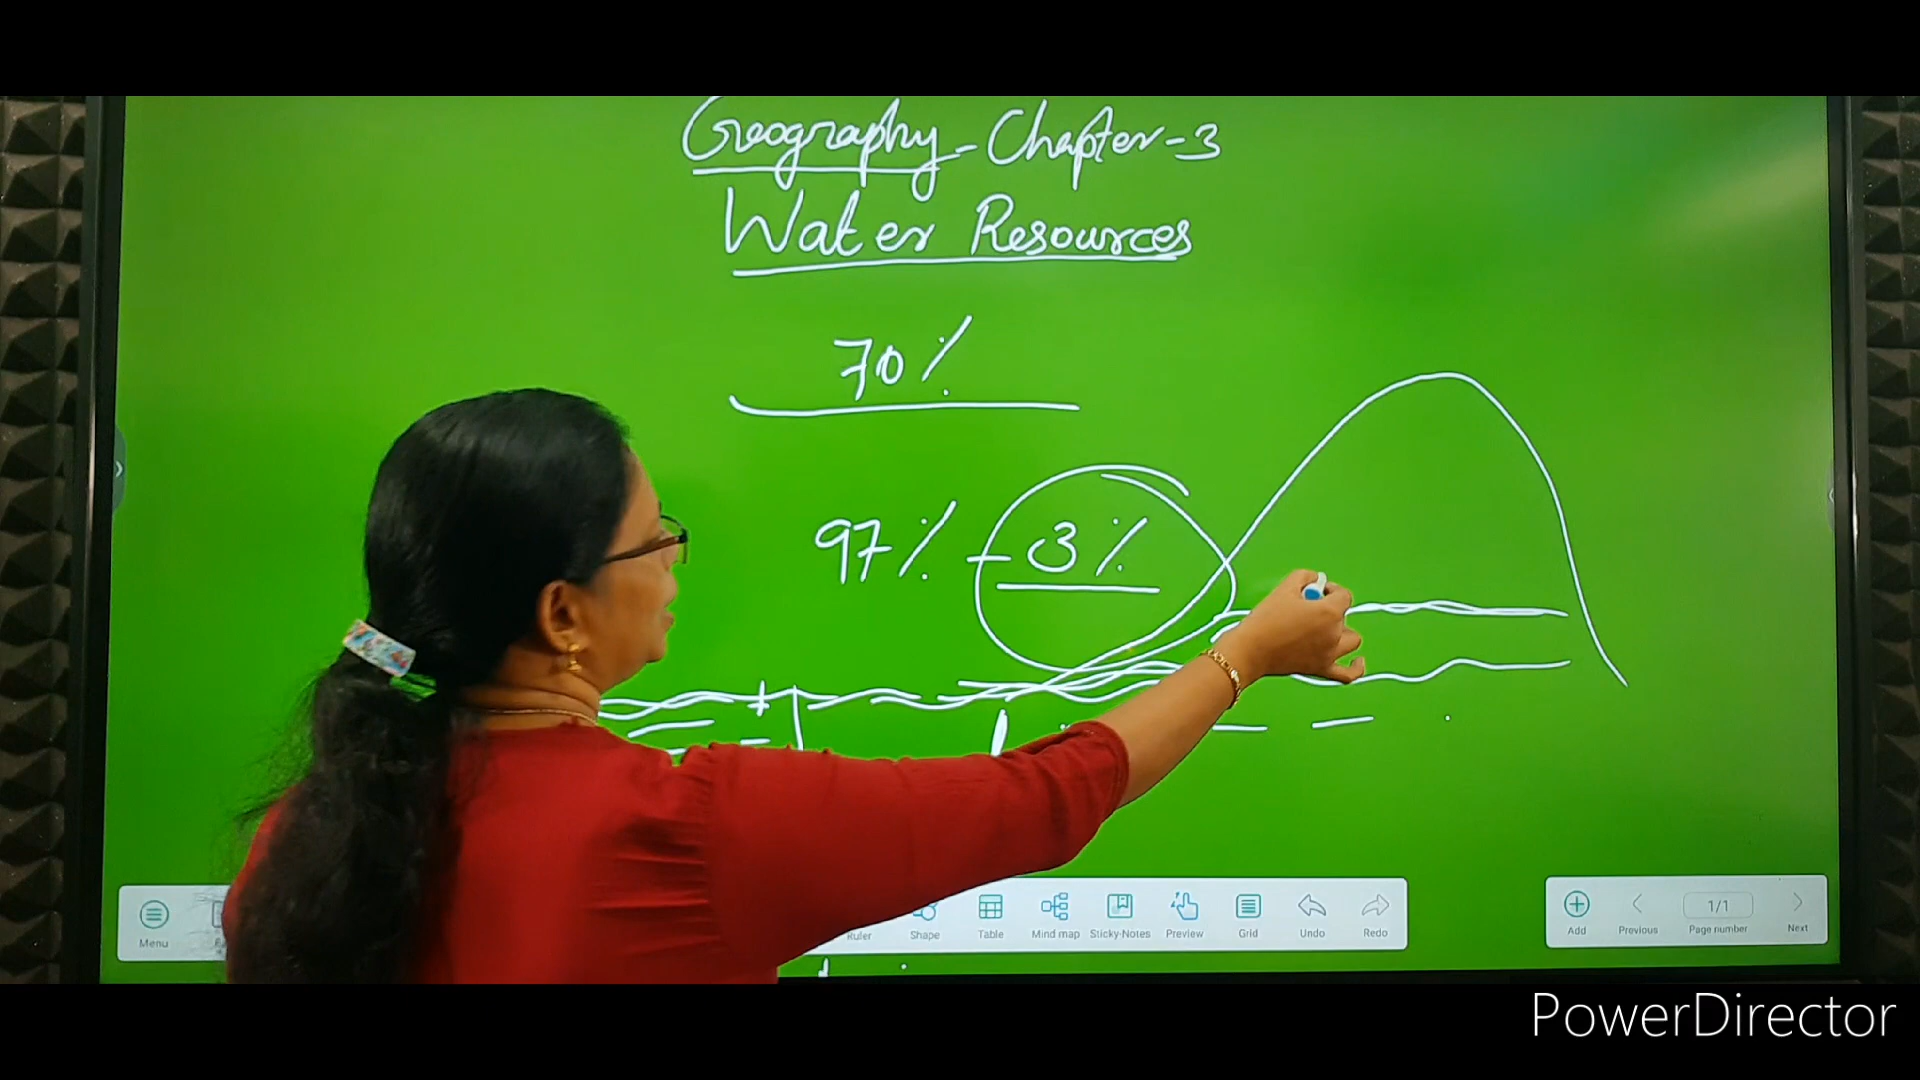 Geography - Chapter - 3
Water Resources
70 %
97 % - 3 %
Menu
Ruler
Shape
Table
Mind map
Sticky-Notes
Preview
Grid
Undo
Redo
Add
Previous
1/1
Page number
Next
PowerDirector